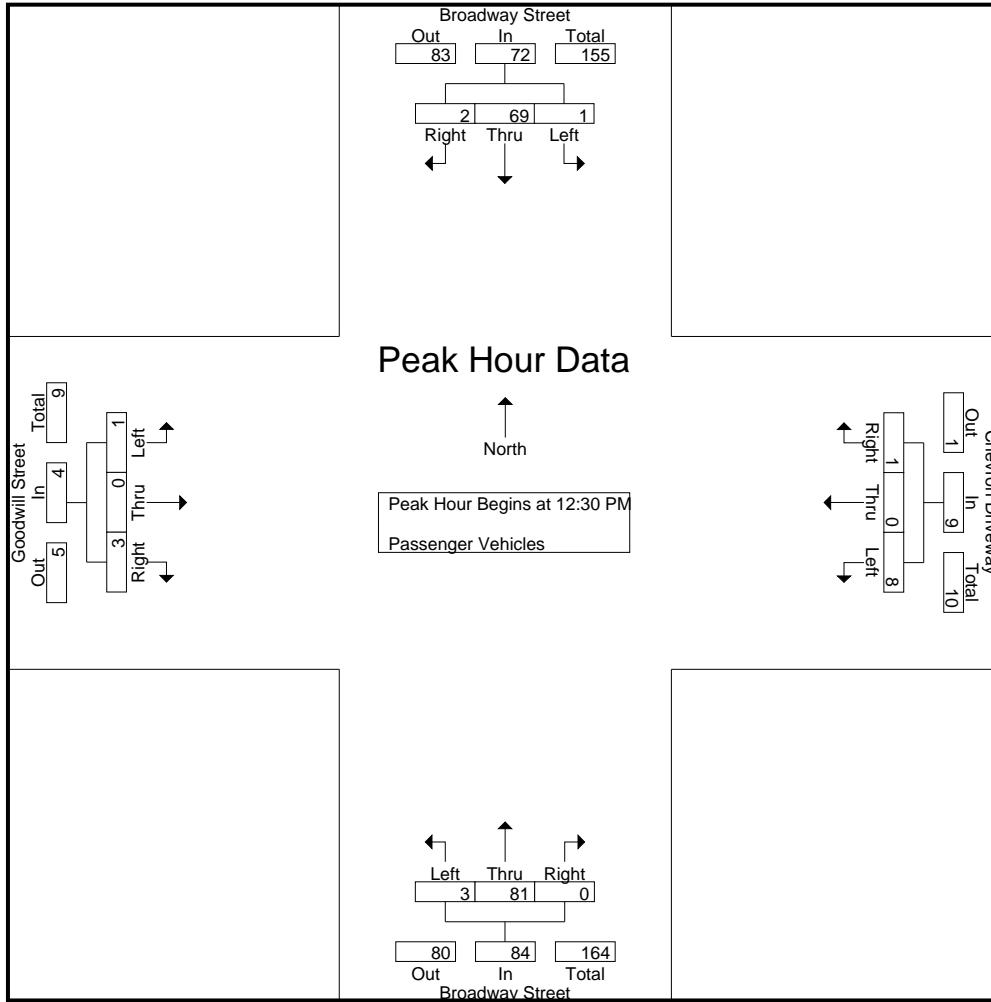 Broadway Street
Out In Total
83 72 155
2 69 1
Right Thru Left
Peak Hour Data
North
Peak Hour Begins at 12:30 PM
Passenger Vehicles
Goodwill Street
Total In Out
9 4 5
1 0 3
Left Thru Right
Chevron Driveway
Out In Total
1 9 10
1 0 8
Right Thru Left
Left Thru Right
3 81 0
80 84 164
Out In Total
Broadway Street